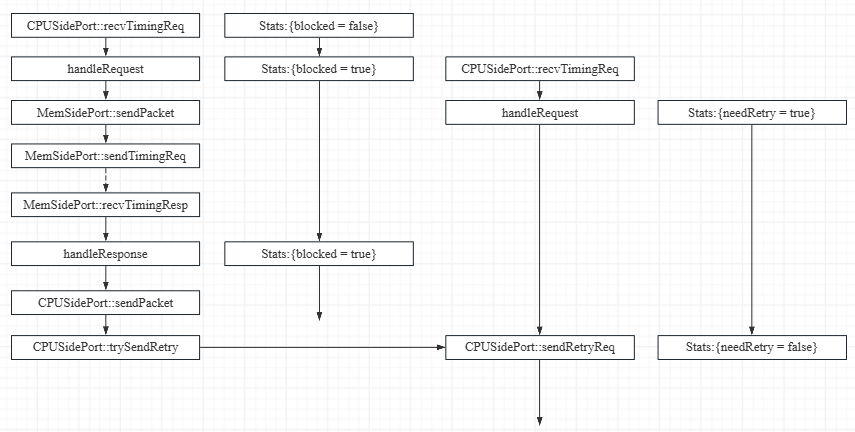 CPUSidePort::recvTimingReq
Stats:{blocked = false}
handleRequest
Stats:{blocked = true}
CPUSidePort::recvTimingReq
MemSidePort::sendPacket
handleRequest
Stats:{needRetry = true}
MemSidePort::sendTimingReq
MemSidePort::recvTimingResp
handleResponse
Stats:{blocked = true}
CPUSidePort::sendPacket
CPUSidePort::trySendRetry
CPUSidePort::sendRetryReq
Stats:{needRetry = false}